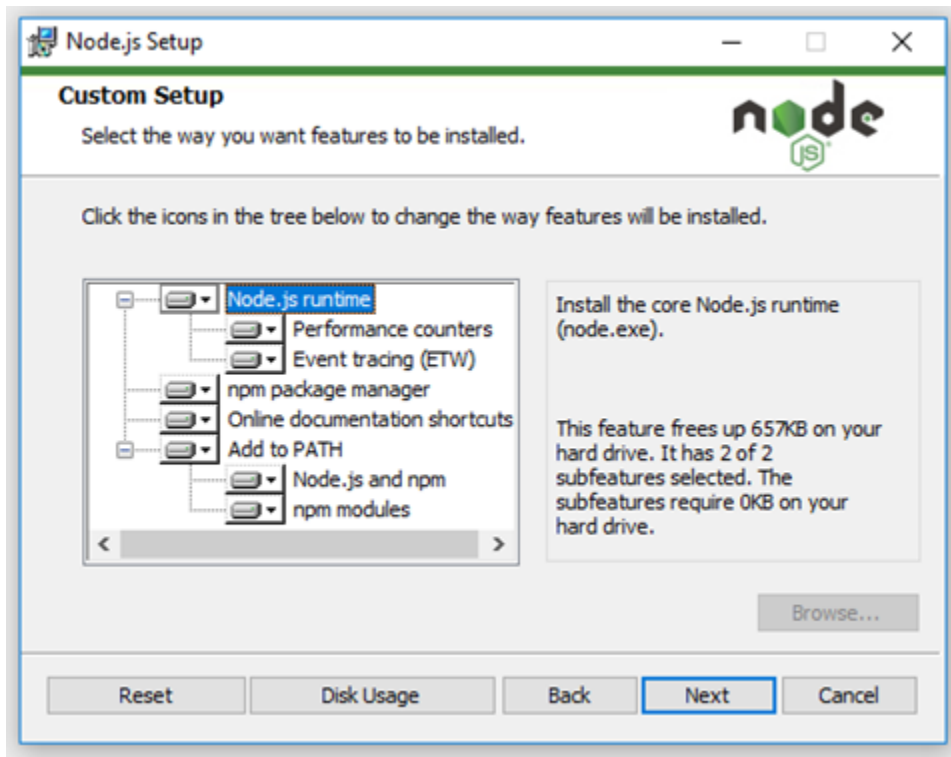 Node.js Setup
Custom Setup
Select the way you want features to be installed.
node
JS
Click the icons in the tree below to change the way features will be installed.
Node.js runtime
Performance counters
Event tracing (ETW)
npm package manager
Online documentation shortcuts
Add to PATH
Node.js and npm
npm modules
Install the core Node.js runtime
(node.exe).
This feature frees up 657KB on your
hard drive. It has 2 of 2
subfeatures selected. The
subfeatures require 0KB on your
hard drive.
Browse...
Reset
Disk Usage
Back
Next
Cancel